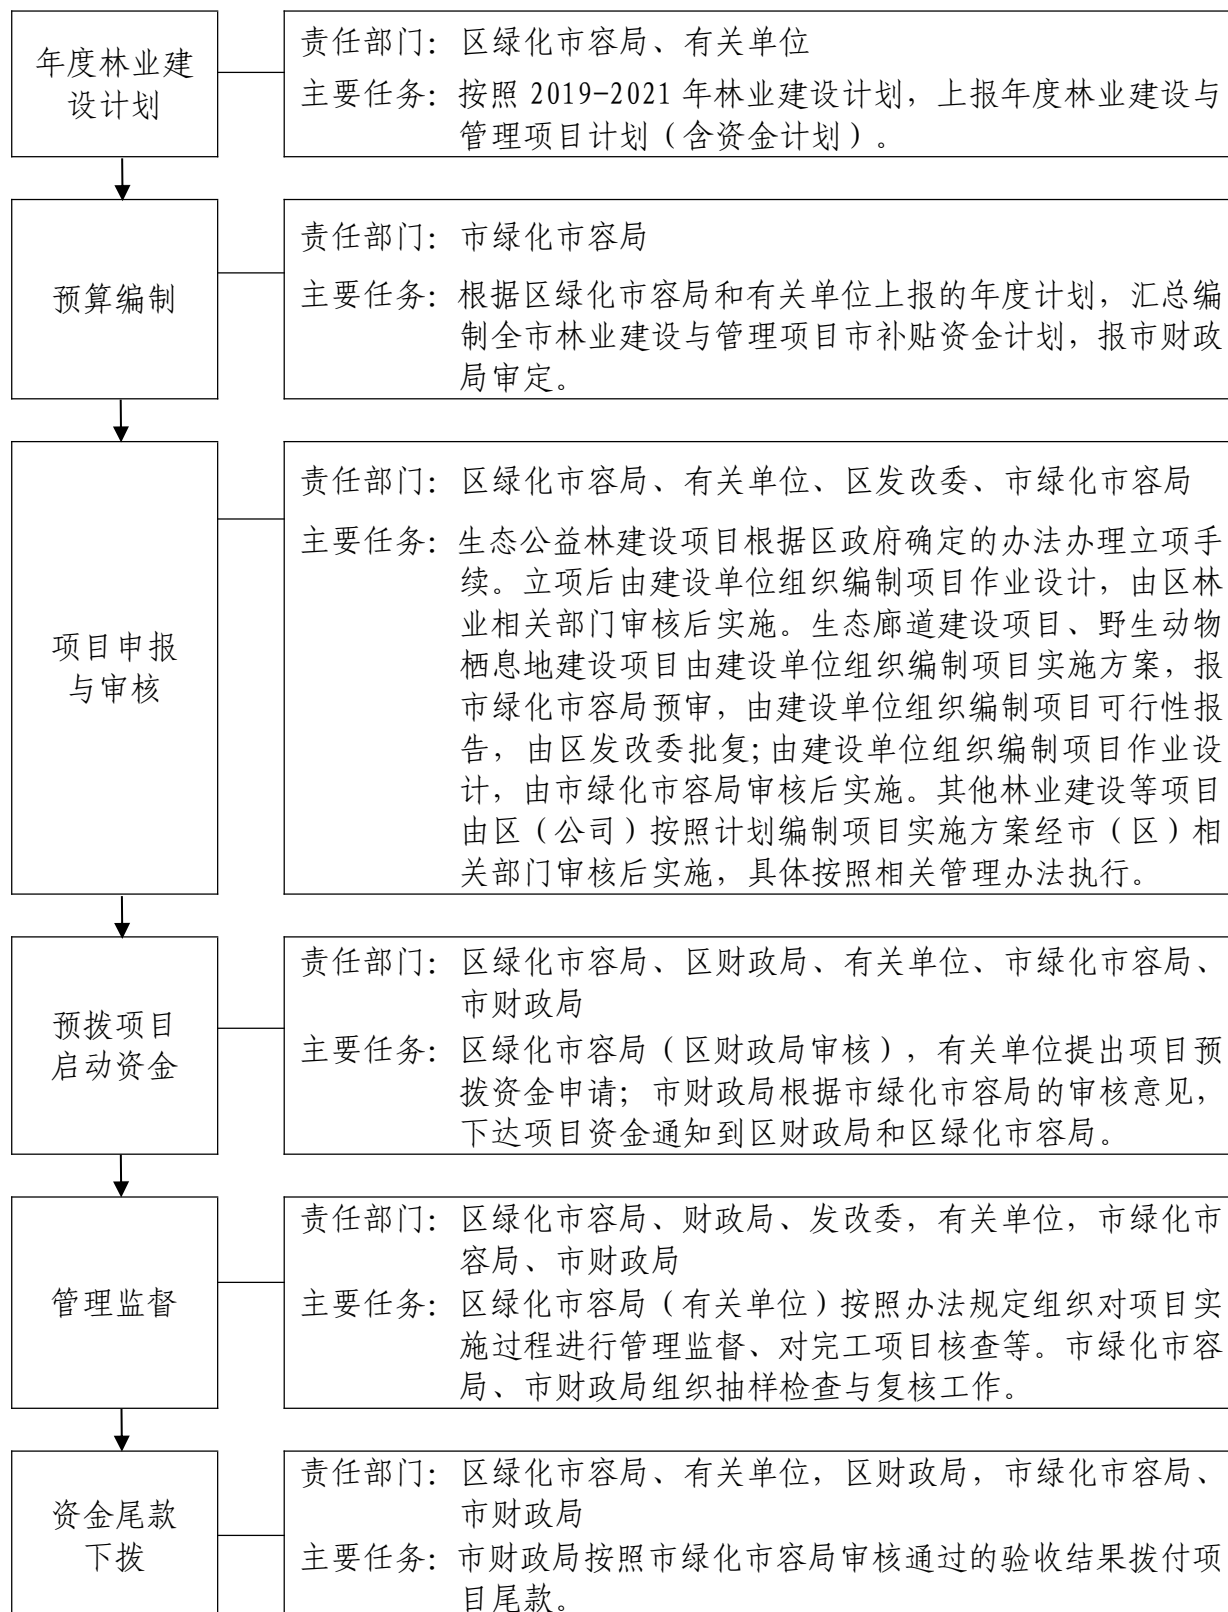 年度林业建
设计划
责任部门：区绿化市容局、有关单位
主要任务：按照 2019-2021 年林业建设计划，上报年度林业建设与
管理项目计划（含资金计划）。
预算编制
责任部门：市绿化市容局
主要任务：根据区绿化市容局和有关单位上报的年度计划，汇总编
制全市林业建设与管理项目市补贴资金计划，报市财政
局审定。
项目申报
与审核
责任部门：区绿化市容局、有关单位、区发改委、市绿化市容局
主要任务：生态公益林建设项目根据区政府确定的办法办理立项手
续。立项后由建设单位组织编制项目作业设计，由区林
业相关部门审核后实施。生态廊道建设项目、野生动物
栖息地建设项目由建设单位组织编制项目实施方案，报
市绿化市容局预审，由建设单位组织编制项目可行性报
告，由区发改委批复；由建设单位组织编制项目作业设
计，由市绿化市容局审核后实施。其他林业建设等项目
由区（公司）按照计划编制项目实施方案经市（区）相
关部门审核后实施，具体按照相关管理办法执行。
预拨项目
启动资金
责任部门：区绿化市容局、区财政局、有关单位、市绿化市容局、
市财政局
主要任务：区绿化市容局（区财政局审核），有关单位提出项目预
拨资金申请；市财政局根据市绿化市容局的审核意见，
下达项目资金通知到区财政局和区绿化市容局。
管理监督
责任部门：区绿化市容局、财政局、发改委，有关单位，市绿化市
容局、市财政局
主要任务：区绿化市容局（有关单位）按照办法规定组织对项目实
施过程进行管理监督、对完工项目核查等。市绿化市容
局、市财政局组织抽样检查与复核工作。
资金尾款
下拨
责任部门：区绿化市容局、有关单位，区财政局，市绿化市容局、
市财政局
主要任务：市财政局按照市绿化市容局审核通过的验收结果拨付项
目尾款。